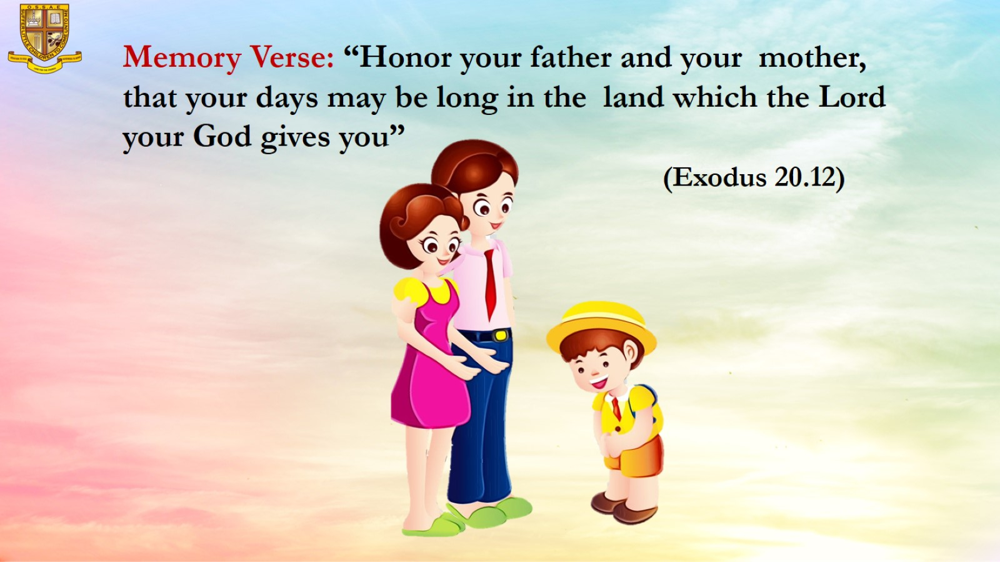 O.S.S.A.E
SUFFER LITTLE CHILDREN TO COME UNTO ME
Memory Verse: “Honor your father and your mother,
that your days may be long in the land which the Lord
your God gives you”
(Exodus 20.12)